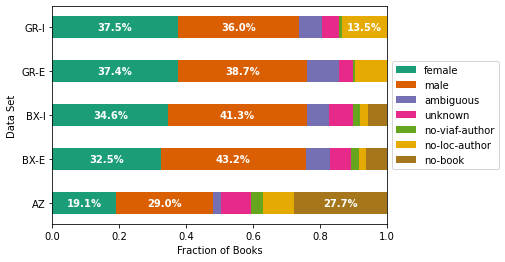 GR-I 37.5% 36.0% 13.5%
GR-E 37.4% 38.7%
BX-I 34.6% 41.3%
BX-E 32.5% 43.2%
AZ 19.1% 29.0% 27.7%
Data Set
0.0 0.2 0.4 0.6 0.8 1.0
Fraction of Books
female
male
ambiguous
unknown
no-viaf-author
no-loc-author
no-book